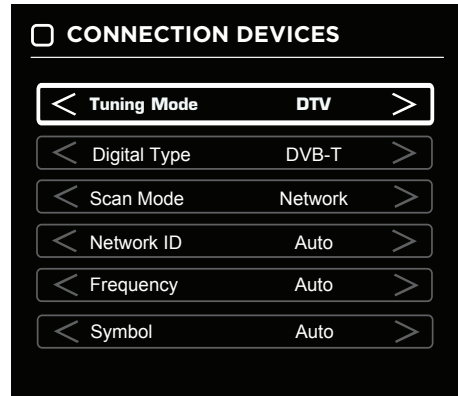 CONNECTION DEVICES
Tuning Mode DTV
Digital Type DVB-T
Scan Mode Network
Network ID Auto
Frequency Auto
Symbol Auto